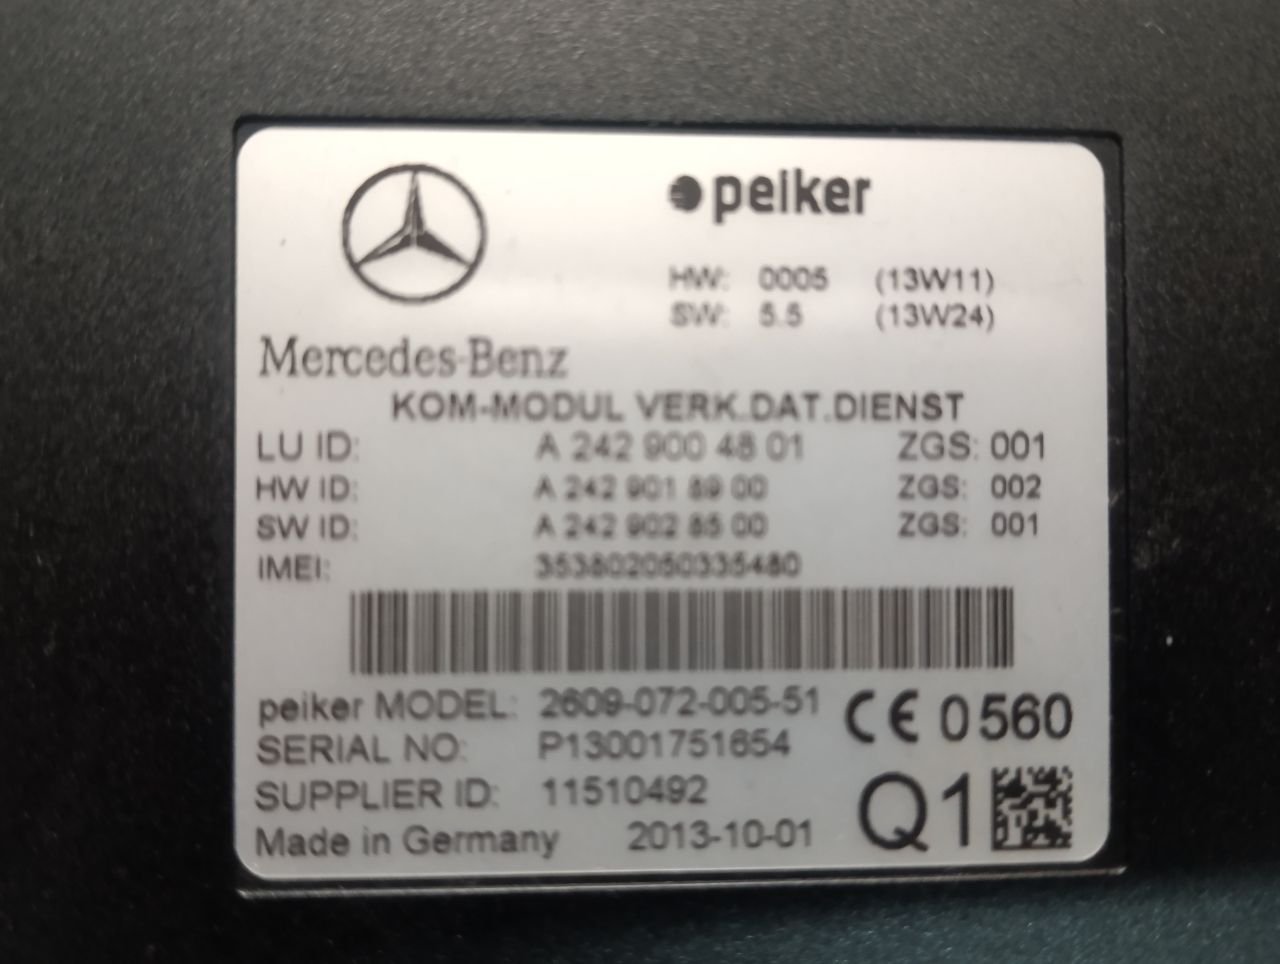 peiker
HW: 0005 (13W11)
SW: 5.5 (13W24)
Mercedes-Benz
KOM-MODUL VERK.DAT.DIENST
LU ID: A 242 900 48 01 ZGS: 001
HW ID: A 242 901 89 00 ZGS: 002
SW ID: A 242 902 85 00 ZGS: 001
IMEI: 353802050335480
peiker MODEL: 2609-072-005-51 CE 0560
SERIAL NO: P13001751654
SUPPLIER ID: 11510492
Q1
Made in Germany 2013-10-01